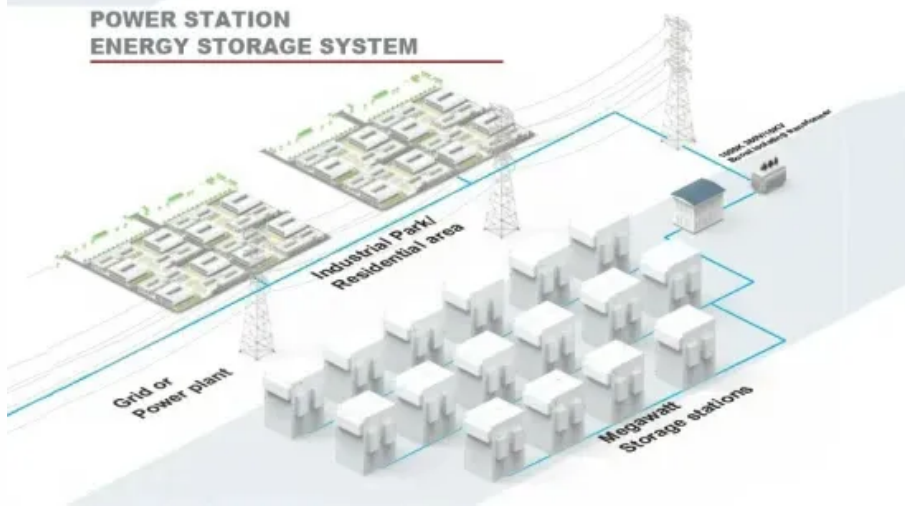 POWER STATION
ENERGY STORAGE SYSTEM
Industrial Park/
Residential area
Grid or
Power plant
Megawatt
Storage stations